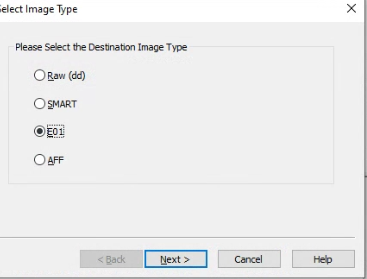 Select Image Type
Please Select the Destination Image Type
Raw (dd)
SMART
E01
AFF
< Back Next > Cancel Help